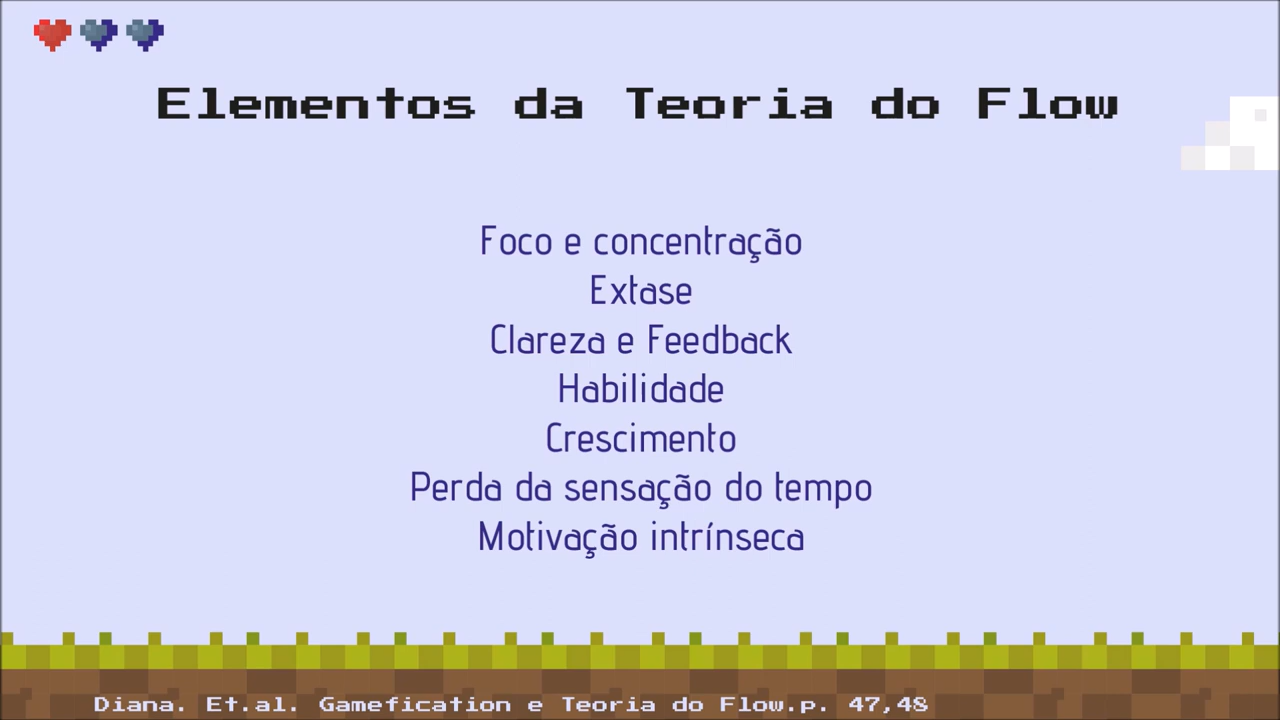 Elementos da Teoria do Flow
Foco e concentração
Extase
Clareza e Feedback
Habilidade
Crescimento
Perda da sensação do tempo
Motivação intrínseca
Diana. Et.al. Gamefication e Teoria do Flow.p. 47,48